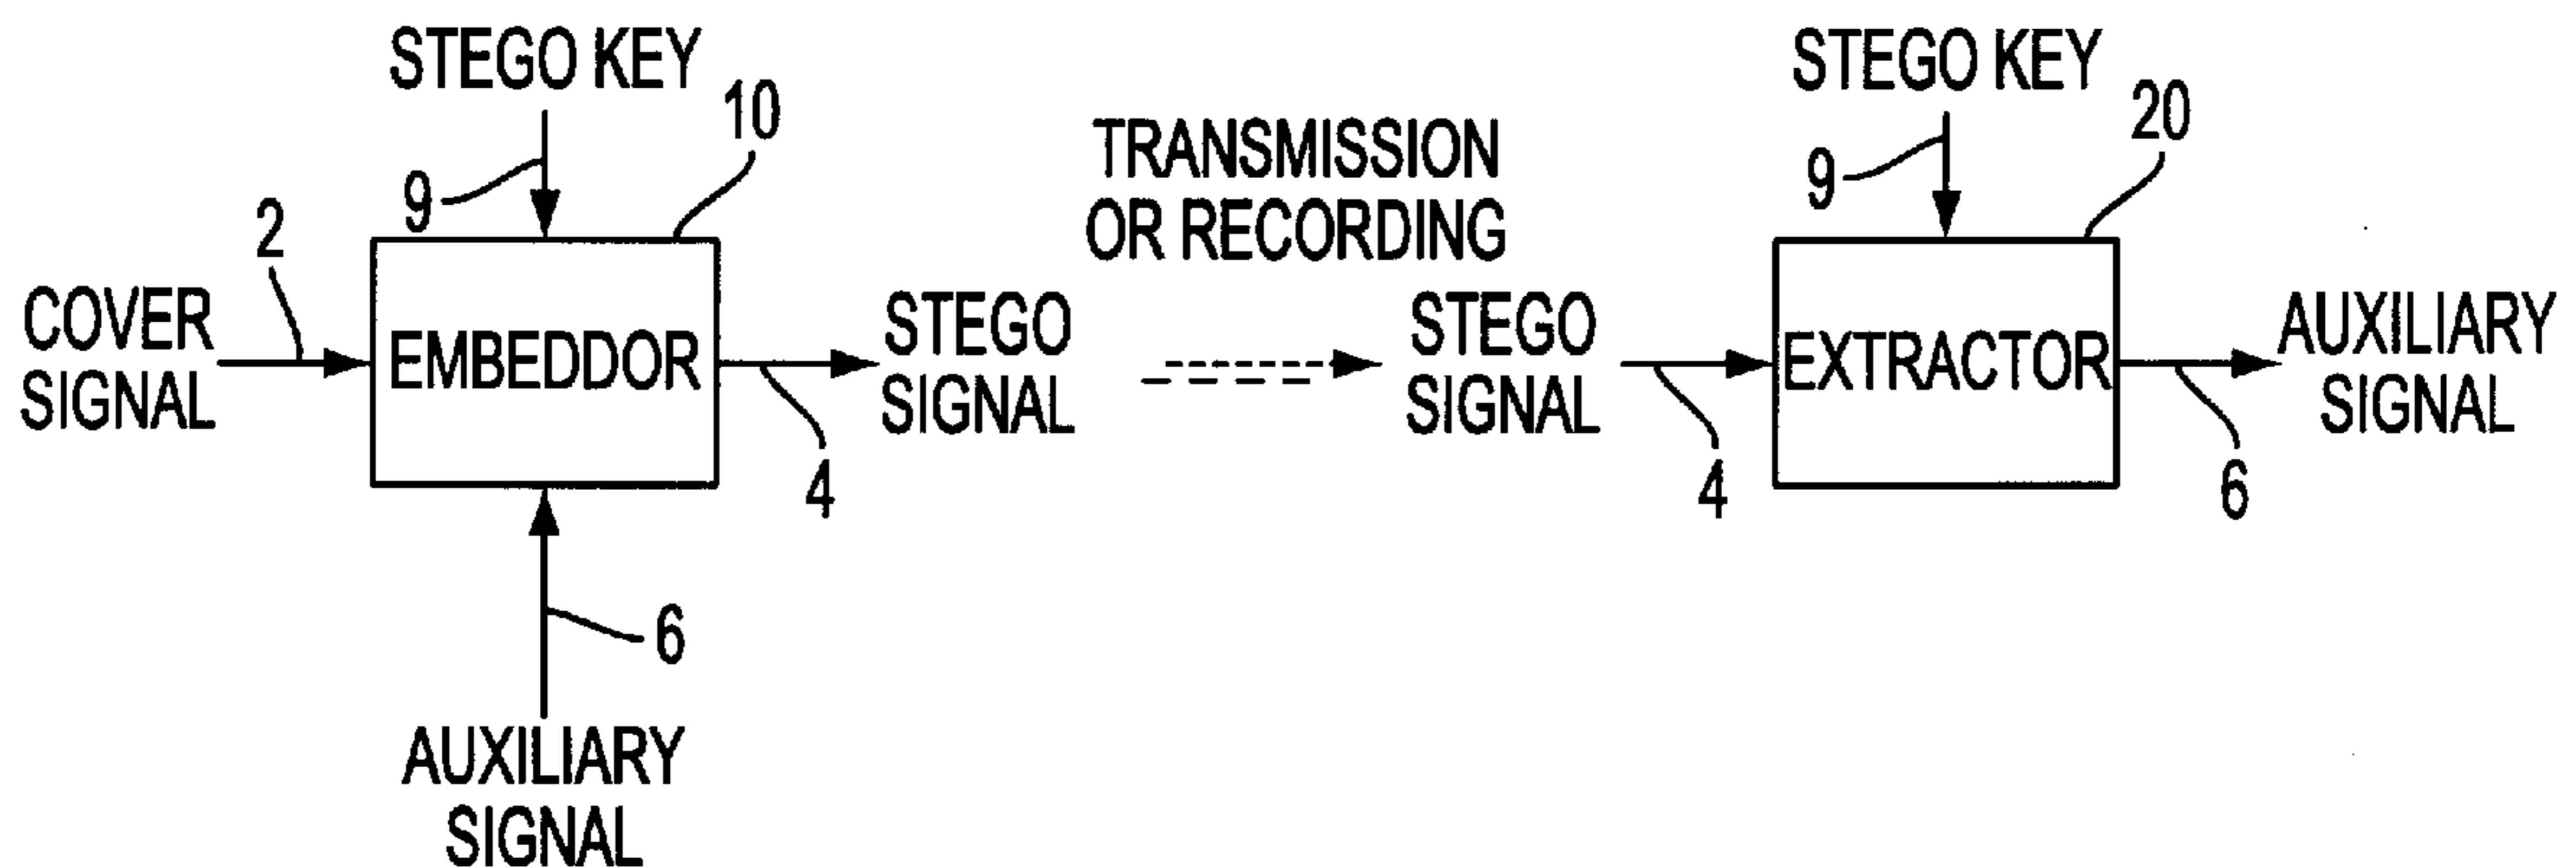 STEGO KEY
10
9
2
COVER
SIGNAL
EMBEDDOR
STEGO
SIGNAL
4
6
AUXILIARY
SIGNAL
TRANSMISSION
OR RECORDING
STEGO KEY
20
9
STEGO
SIGNAL
4
EXTRACTOR
AUXILIARY
SIGNAL
6